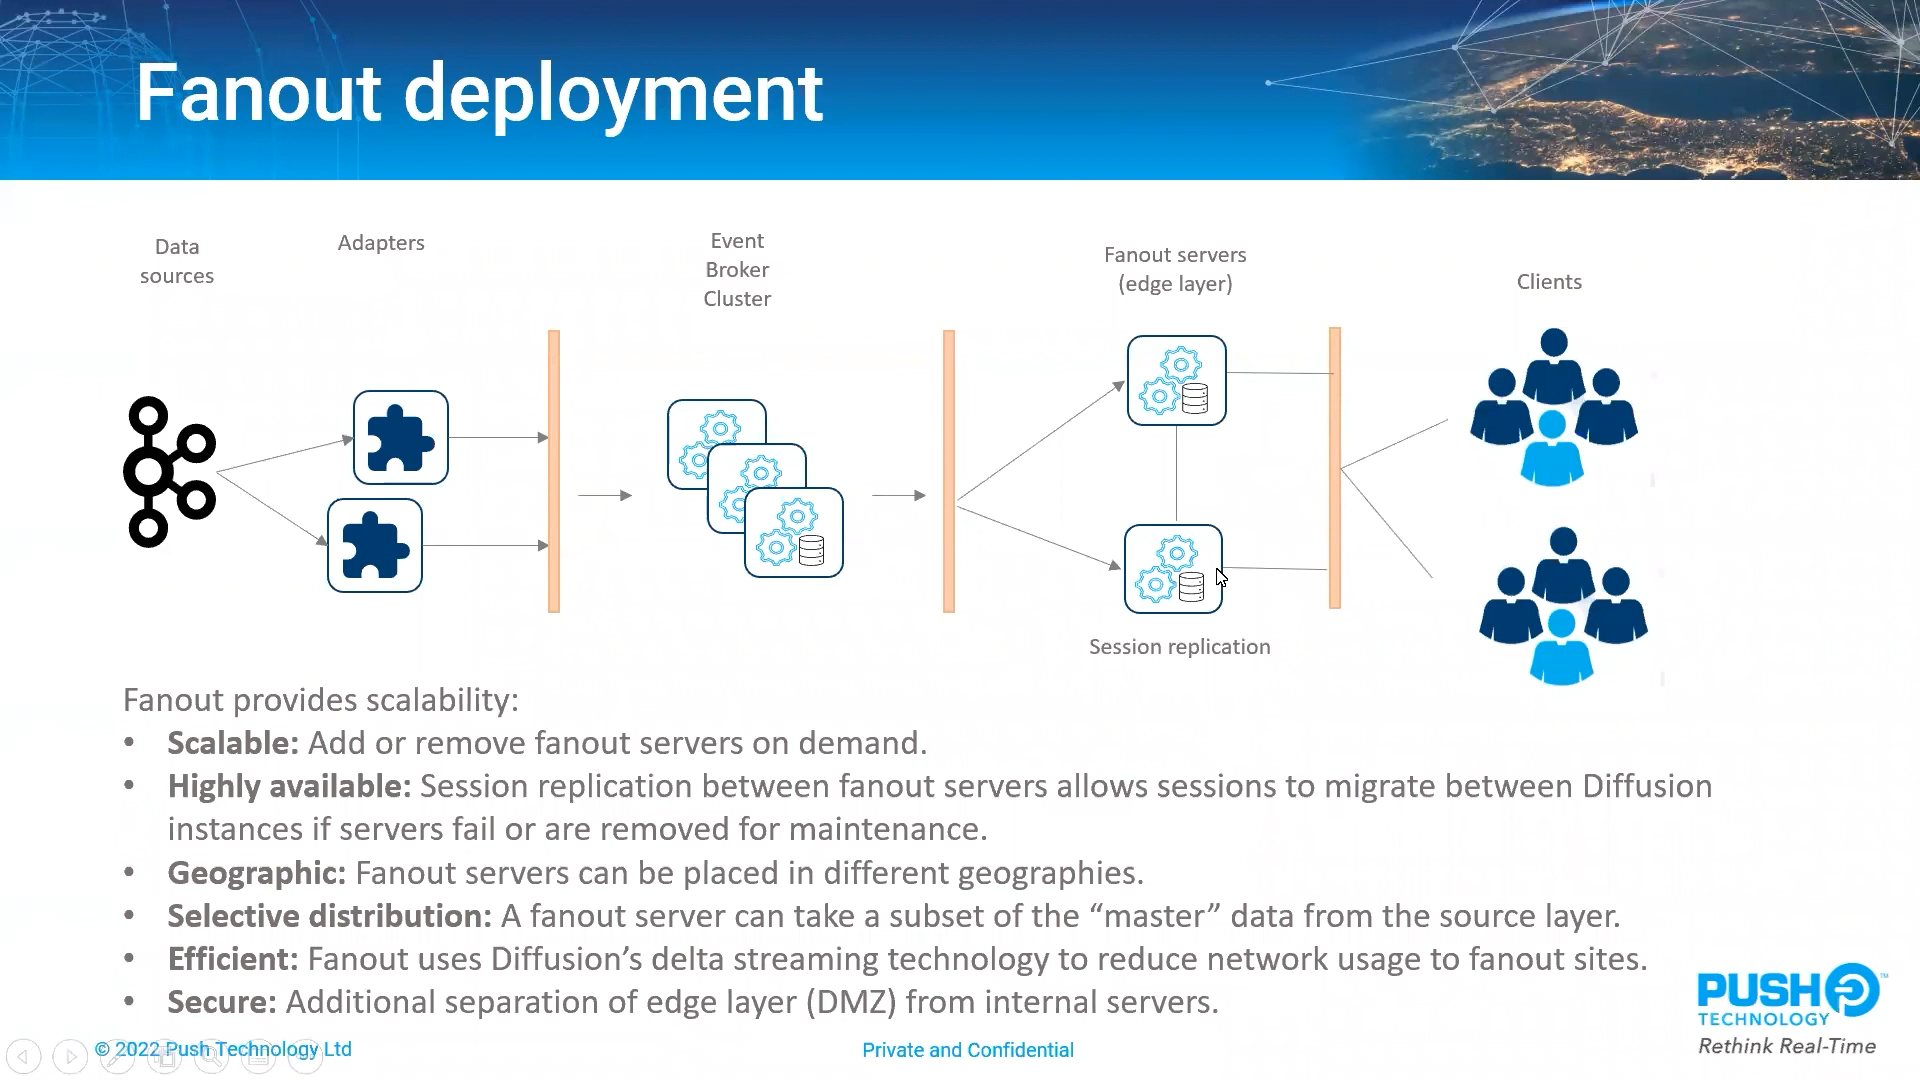 Fanout deployment
Data
sources
Adapters
Event
Broker
Cluster
Fanout servers
(edge layer)
Clients
Session replication
Fanout provides scalability:
• Scalable: Add or remove fanout servers on demand.
• Highly available: Session replication between fanout servers allows sessions to migrate between Diffusion
instances if servers fail or are removed for maintenance.
• Geographic: Fanout servers can be placed in different geographies.
• Selective distribution: A fanout server can take a subset of the “master” data from the source layer.
• Efficient: Fanout uses Diffusion’s delta streaming technology to reduce network usage to fanout sites.
• Secure: Additional separation of edge layer (DMZ) from internal servers.
PUSH
TECHNOLOGY
Rethink Real-Time
© 2022 Push Technology Ltd
Private and Confidential